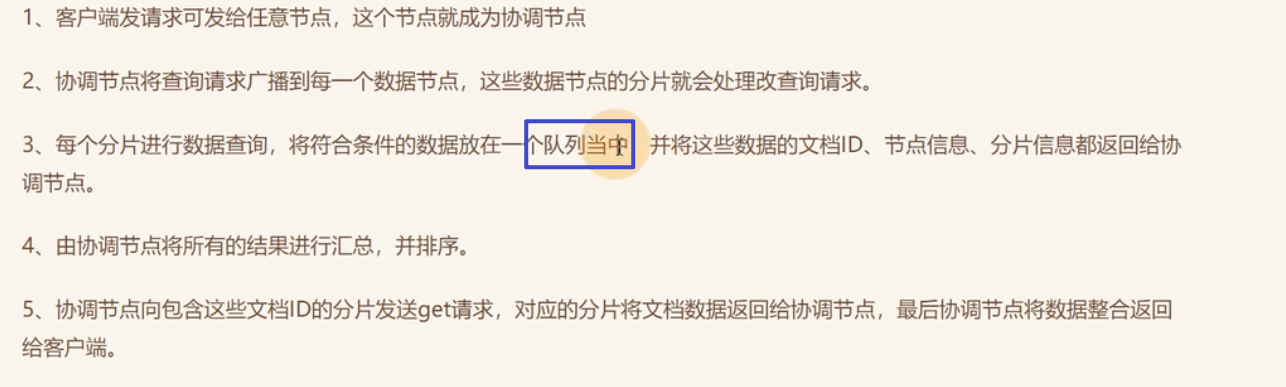 1、客户端发请求可发给任意节点，这个节点就成为协调节点
2、协调节点将查询请求广播到每一个数据节点，这些数据节点的分片就会处理改查询请求。
3、每个分片进行数据查询，将符合条件的数据放在一个队列当中，并将这些数据的文档ID、节点信息、分片信息都返回给协
调节点。
4、由协调节点将所有的结果进行汇总，并排序。
5、协调节点向包含这些文档ID的分片发送get请求，对应的分片将文档数据返回给协调节点，最后协调节点将数据整合返回
给客户端。